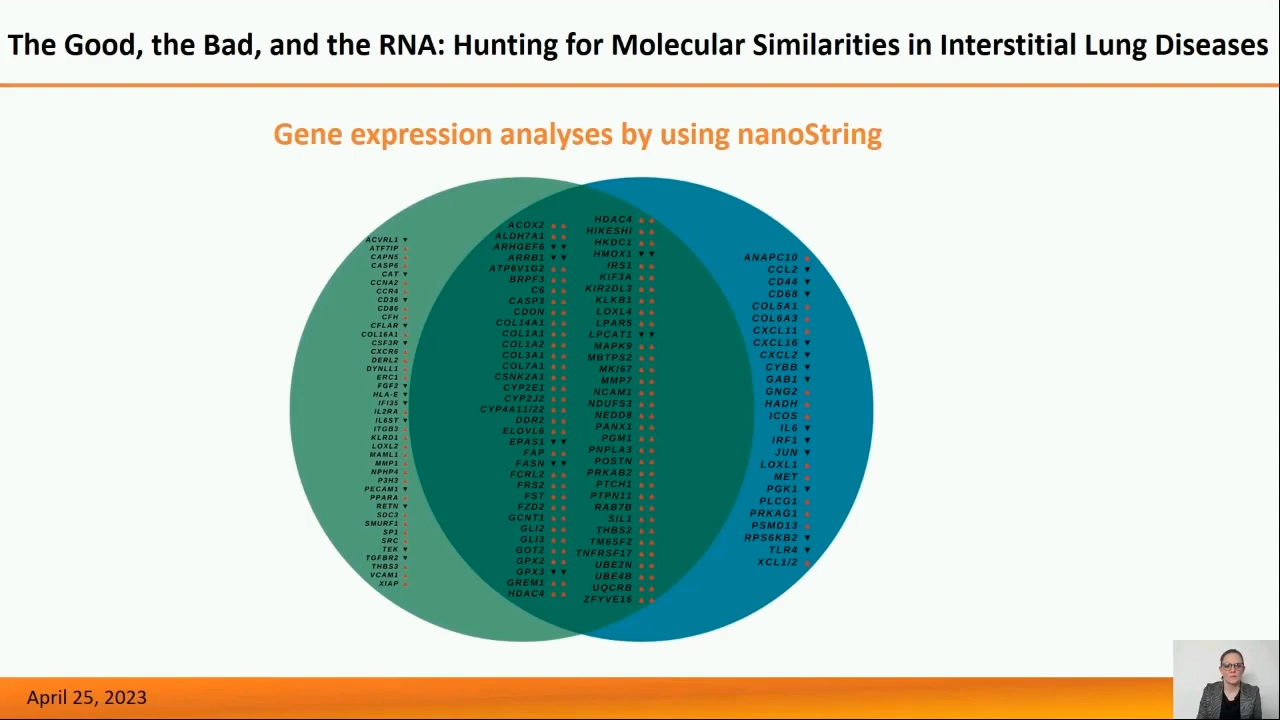 The Good, the Bad, and the RNA: Hunting for Molecular Similarities in Interstitial Lung Diseases
Gene expression analyses by using nanoString
ACVRL1 ▼
ATF7IP
CAPN5
CASP6
CAT ▼
CCNA2
CCR4
CD36 ▼
CD86
CFH
CFLAR ▼
COL16A1
CSF3R ▼
CXCR6
DERL2
DYNLL1
ERC1
FGF2 ▼
HLA-E ▼
IFI35 ▼
IL2RA
IL6ST ▼
ITGB3
KLRD1
LOXL2
MAML1
MMP1
NPHP4
P3H3
PECAM1 ▼
PPARA
RETN ▼
SDC3
SMURF1
SP1
SRC
TEK ▼
TGFBR2 ▼
THBS3
VCAM1
XIAP
ACOX2
ALDH7A1
ARHGEF6 ▼ ▼
ARRB1 ▼ ▼
ATP6V1G2
BRPF3
C6
CASP3
CDON
COL14A1
COL1A1
COL1A2
COL3A1
COL7A1
CSNK2A1
CYP2E1
CYP2J2
CYP4A11/22
DDR2
ELOVL6
EPAS1 ▼ ▼
FAP
FASN ▼ ▼
FCRL2
FRS2
FST
FZD2
GCNT1
GLI2
GLI3
GOT2
GPX2
GPX3 ▼ ▼
GREM1
HDAC4
HDAC4
HIKESHI
HKDC1
HMOX1 ▼ ▼
IRS1
KIF3A
KIR2DL3
KLKB1
LOXL4
LPAR5
LPCAT1 ▼ ▼
MAPK9
MBTPS2
MKI67
MMP7
NCAM1
NDUFS3
NEDD8
PANX1
PGM1
PNPLA3
POSTN
PRKAB2
PTCH1
PTPN11
RAB7B
SIL1
THBS2
TM6SF2
TNFRSF17
UBE2N
UBE4B
UQCRB
ZFYVE16
ANAPC10
CCL2 ▼
CD44 ▼
CD68 ▼
COL5A1
COL6A3
CXCL11
CXCL16 ▼
CXCL2 ▼
CYBB ▼
GAB1 ▼
GNG2
HADH
ICOS
IL6 ▼
IRF1 ▼
JUN ▼
LOXL1
MET
PGK1 ▼
PLCG1
PRKAG1
PSMD13
RPS6KB2 ▼
TLR4 ▼
XCL1/2
April 25, 2023